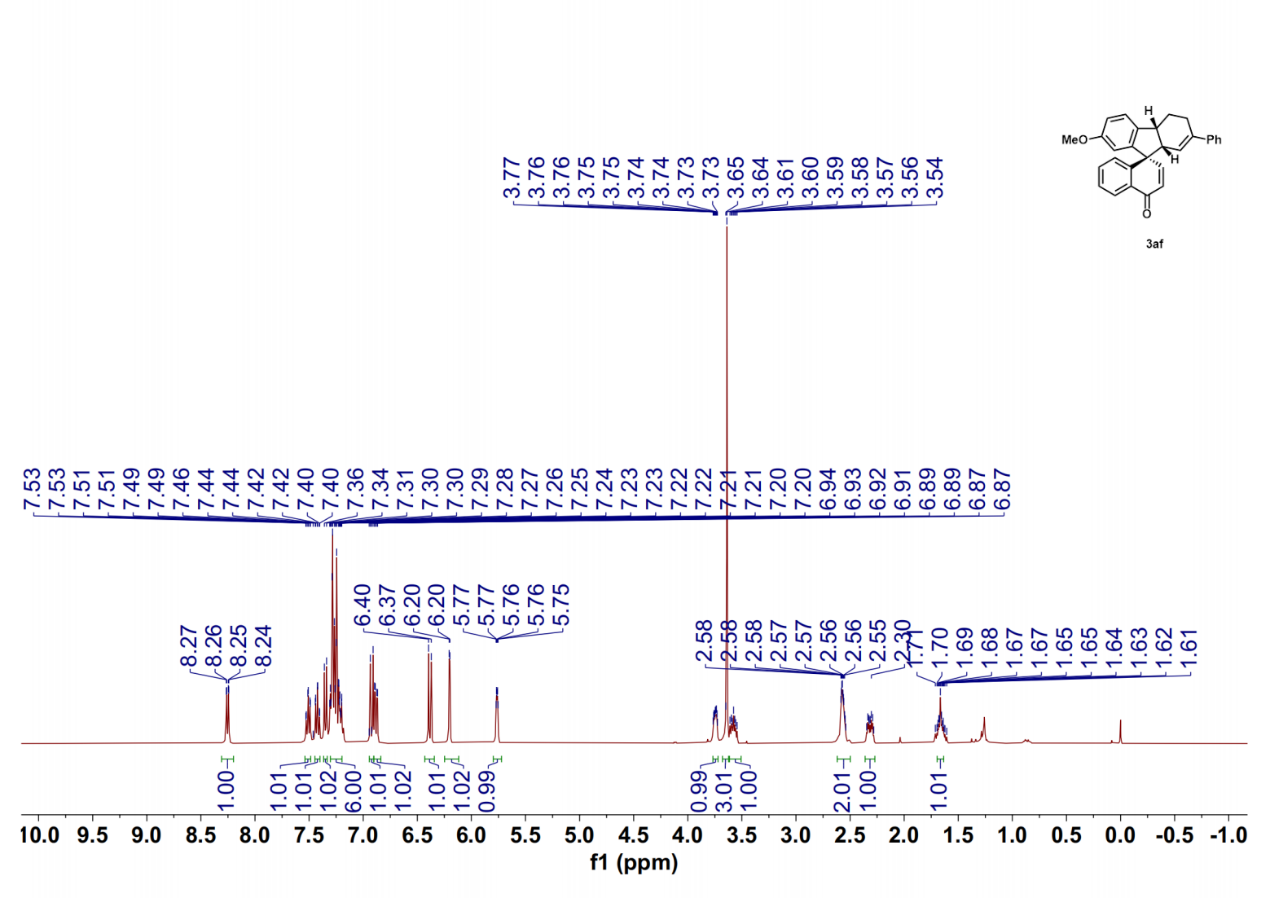 H
MeO
Ph
H
O
3af
3.77 3.76 3.76 3.75 3.75 3.74 3.74 3.73 3.73 3.65 3.64 3.61 3.60 3.59 3.58 3.57 3.56 3.54
7.53 7.53 7.51 7.51 7.49 7.49 7.46 7.44 7.44 7.42 7.42 7.40 7.40 7.36 7.34 7.31 7.30 7.30 7.29 7.28 7.27 7.26 7.25 7.24 7.23 7.23 7.22 7.22 7.21 7.21 7.20 7.20 6.94 6.93 6.92 6.91 6.89 6.89 6.87 6.87
8.27 8.26 8.25 8.24
6.40 6.37 6.20 6.20 5.77 5.77 5.76 5.76 5.75
2.58 2.58 2.58 2.57 2.57 2.56 2.56 2.55 2.30 1.71 1.70 1.69 1.68 1.67 1.67 1.65 1.65 1.64 1.63 1.62 1.61
1.00 1.01 1.01 1.02 6.00 1.01 1.02 1.01 1.02 0.99 0.99 3.01 1.00 2.01 1.00 1.01
10.0 9.5 9.0 8.5 8.0 7.5 7.0 6.5 6.0 5.5 5.0 4.5 4.0 3.5 3.0 2.5 2.0 1.5 1.0 0.5 0.0 -0.5 -1.0
f1 (ppm)